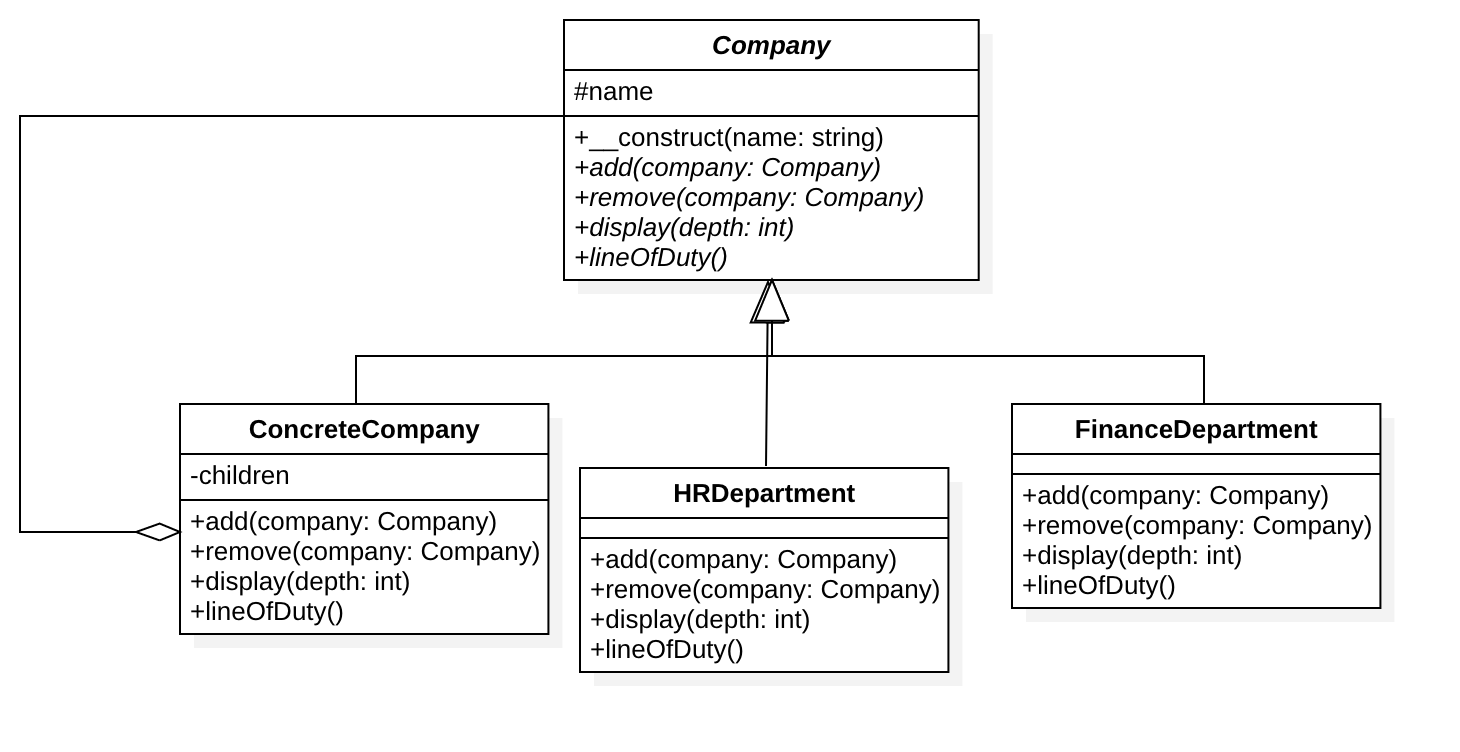 Company
#name
+__construct(name: string)
+add(company: Company)
+remove(company: Company)
+display(depth: int)
+lineOfDuty()
ConcreteCompany
-children
+add(company: Company)
+remove(company: Company)
+display(depth: int)
+lineOfDuty()
HRDepartment
+add(company: Company)
+remove(company: Company)
+display(depth: int)
+lineOfDuty()
FinanceDepartment
+add(company: Company)
+remove(company: Company)
+display(depth: int)
+lineOfDuty()